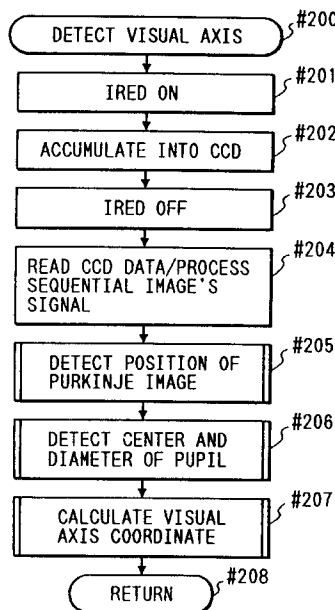 #200
DETECT VISUAL AXIS
#201
IRED ON
#202
ACCUMULATE INTO CCD
#203
IRED OFF
#204
READ CCD DATA/PROCESS
SEQUENTIAL IMAGE'S
SIGNAL
#205
DETECT POSITION OF
PURKINJE IMAGE
#206
DETECT CENTER AND
DIAMETER OF PUPIL
#207
CALCULATE VISUAL
AXIS COORDINATE
#208
RETURN